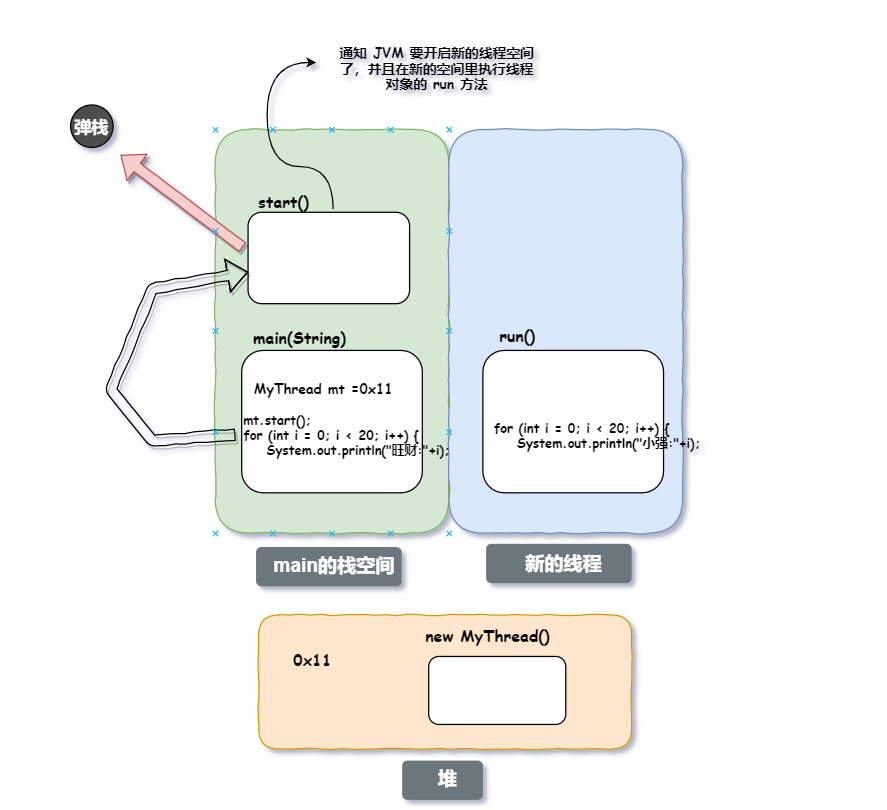 通知 JVM 要开启新的线程空间
了，并且在新的空间里执行线程
对象的 run 方法
弹栈
start()
main(String)
MyThread mt =0x11
mt.start();
for (int i = 0; i < 20; i++) {
System.out.println("旺财:"+i);
run()
for (int i = 0; i < 20; i++) {
System.out.println("小强:"+i);
main的栈空间
新的线程
new MyThread()
0x11
堆